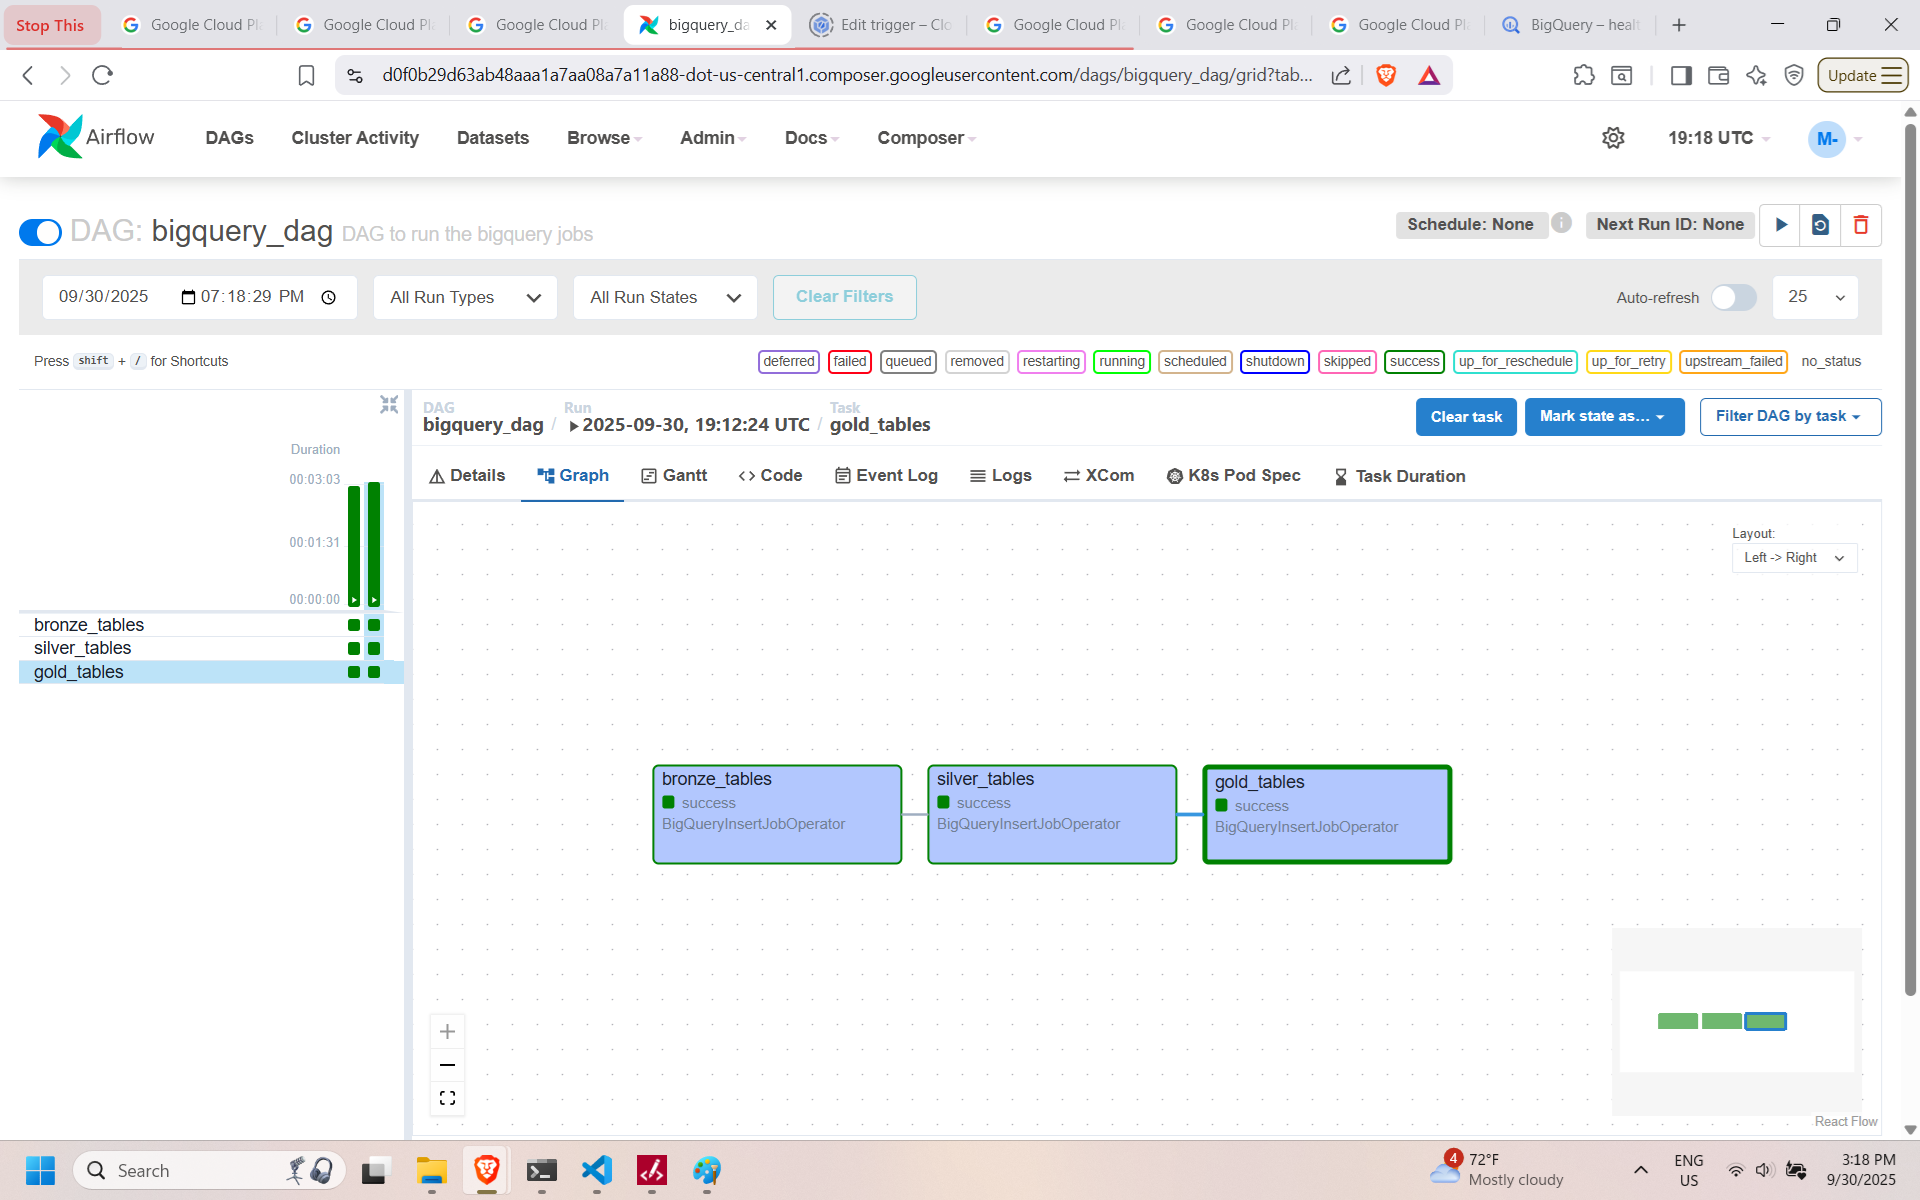 Stop This
Google Cloud Pl
Google Cloud Pl
Google Cloud Pl
bigquery_da
Edit trigger – Clo
Google Cloud Pl
Google Cloud Pl
Google Cloud Pl
BigQuery – healt
d0f0b29d63ab48aaa1a7aa08a7a11a88-dot-us-central1.composer.googleusercontent.com/dags/bigquery_dag/grid?tab...
Update
Airflow
DAGs
Cluster Activity
Datasets
Browse
Admin
Docs
Composer
19:18 UTC
M-
DAG: bigquery_dag DAG to run the bigquery jobs
Schedule: None
i
Next Run ID: None
09/30/2025 07:18:29 PM
All Run Types
All Run States
Clear Filters
Auto-refresh
25
Press shift + / for Shortcuts
deferred
failed
queued
removed
restarting
running
scheduled
shutdown
skipped
success
up_for_reschedule
up_for_retry
upstream_failed
no_status
DAG
bigquery_dag
/
Run
2025-09-30, 19:12:24 UTC
/
Task
gold_tables
Clear task
Mark state as…
Filter DAG by task
Duration
00:03:03
00:01:31
00:00:00
bronze_tables
silver_tables
gold_tables
Details
Graph
Gantt
Code
Event Log
Logs
XCom
K8s Pod Spec
Task Duration
Layout:
Left -> Right
bronze_tables
success
BigQueryInsertJobOperator
silver_tables
success
BigQueryInsertJobOperator
gold_tables
success
BigQueryInsertJobOperator
React Flow
Search
4
72°F
Mostly cloudy
ENG
US
3:18 PM
9/30/2025